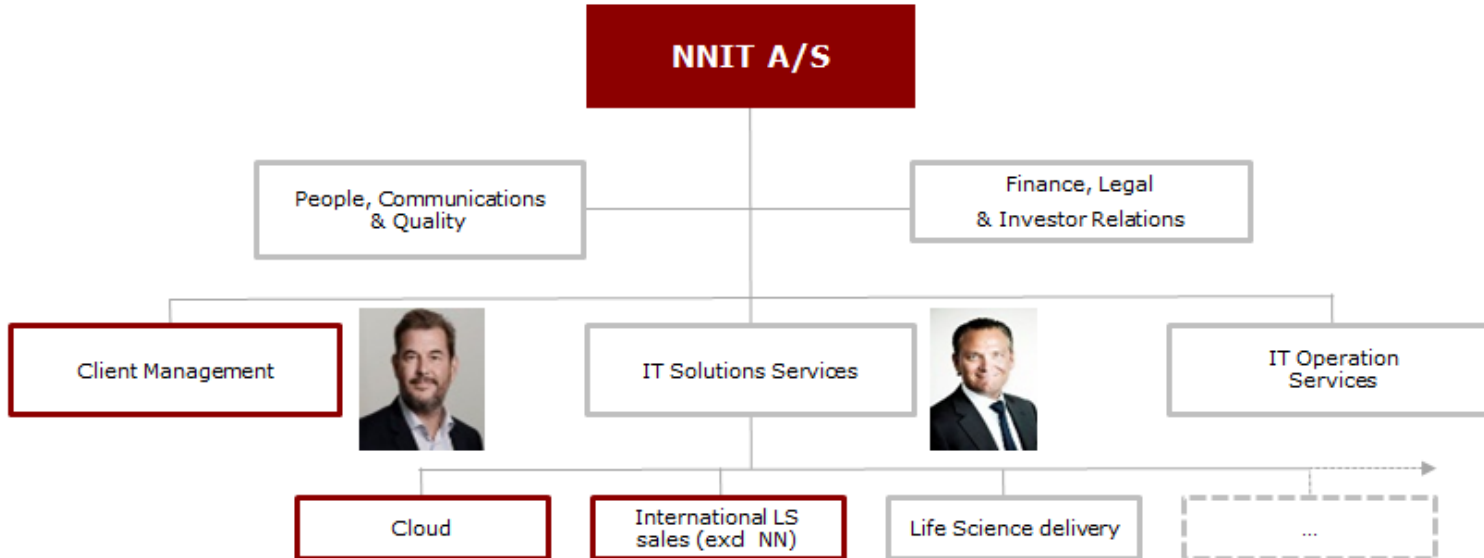 NNIT A/S
People, Communications
& Quality
Finance, Legal
& Investor Relations
Client Management
IT Solutions Services
IT Operation
Services
Cloud
International LS
sales (excl NN)
Life Science delivery
...